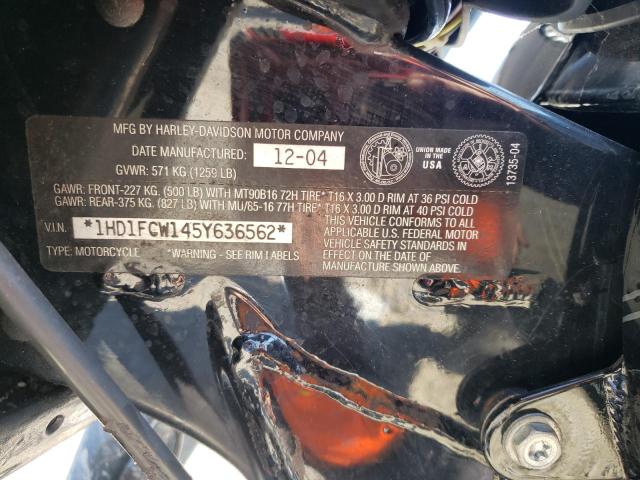 MFG BY HARLEY-DAVIDSON MOTOR COMPANY
DATE MANUFACTURED: 12-04
GVWR: 571 KG (1259 LB)
UNION MADE IN THE USA
13735-04
GAWR: FRONT-227 KG. (500 LB) WITH MT90B16 72H TIRE* T16 X 3.00 D RIM AT 36 PSI COLD
GAWR: REAR-375 KG. (827 LB) WITH MU/85-16 77H TIRE* T16 X 3.00 D RIM AT 40 PSI COLD
V.I.N. *1HD1FCW145Y636562*
THIS VEHICLE CONFORMS TO ALL
APPLICABLE U.S. FEDERAL MOTOR
VEHICLE SAFETY STANDARDS IN
EFFECT ON THE DATE OF
MANUFACTURE SHOWN ABOVE.
TYPE: MOTORCYCLE *WARNING - SEE RIM LABELS